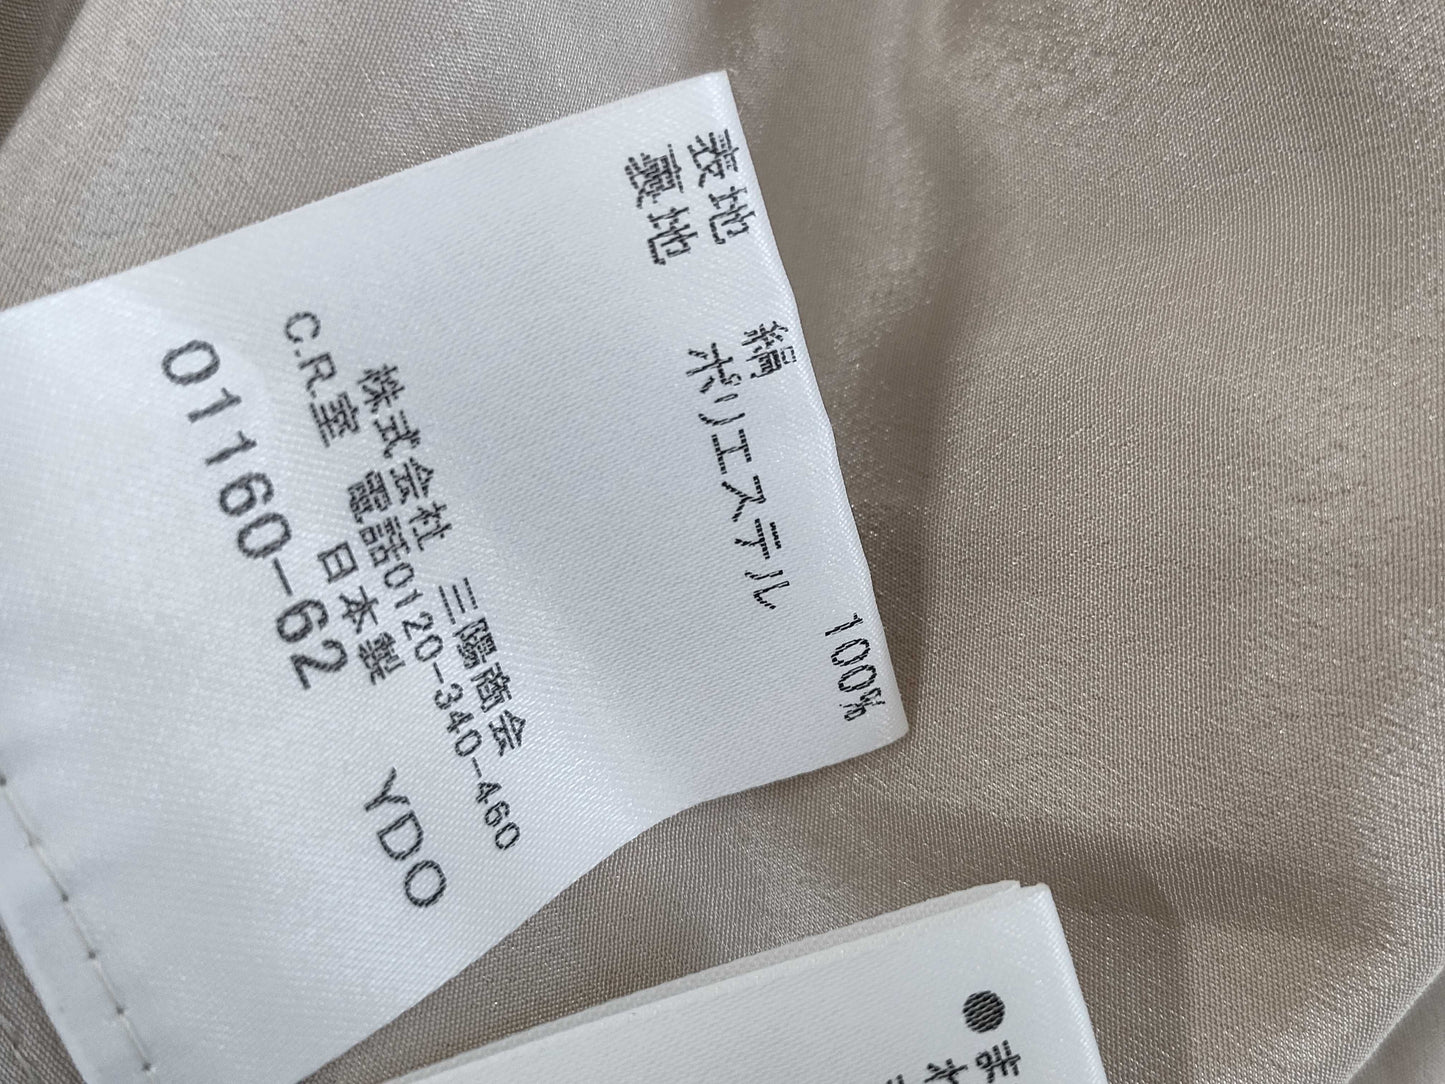 表地 絹 100%
裏地 ポリエステル
株式会社 三陽商会
C.R.室 電話0120-340-460
日本製
01160-62 YDO
●ま